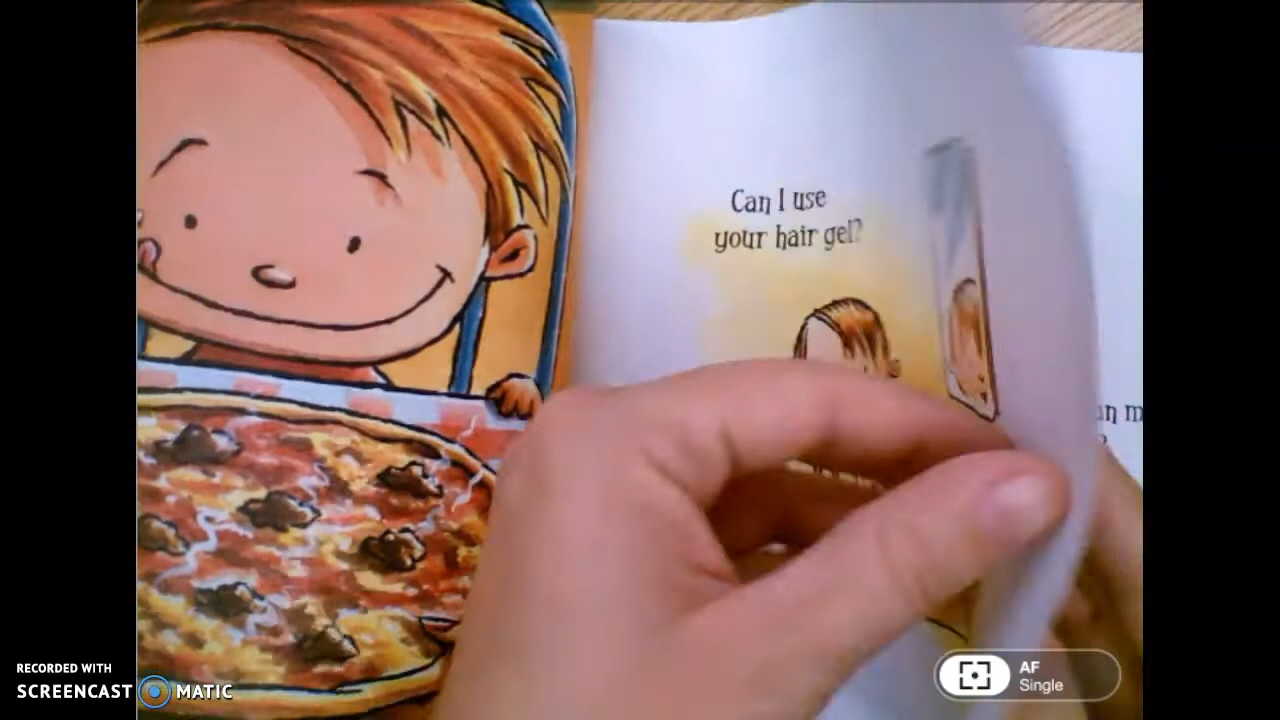 Can I use
your hair gel?
RECORDED WITH
SCREENCAST MATIC
AF
Single